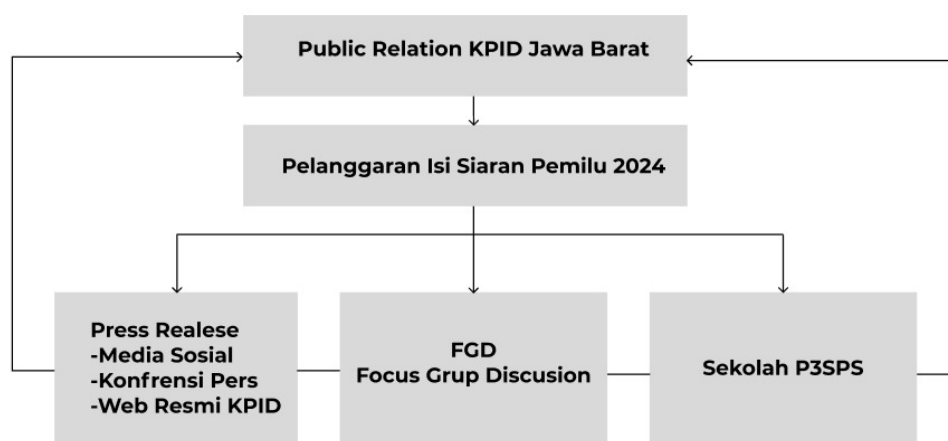 Public Relation KPID Jawa Barat
Pelanggaran Isi Siaran Pemilu 2024
Press Realese
-Media Sosial
-Konfrensi Pers
-Web Resmi KPID
FGD
Focus Grup Discusion
Sekolah P3SPS